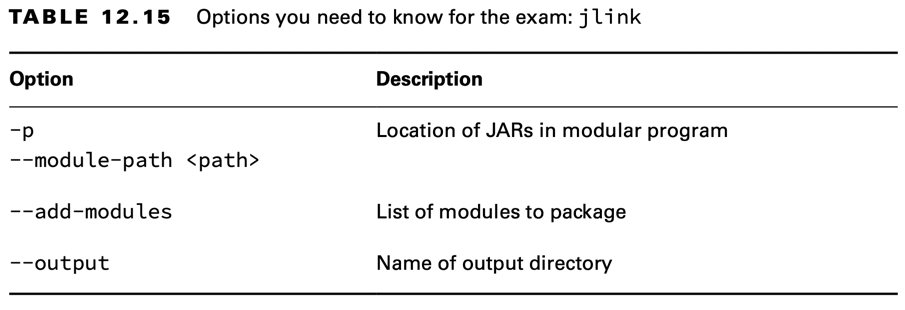 TABLE 12.15 Options you need to know for the exam: jlink
Option Description
-p Location of JARs in modular program
--module-path <path>
--add-modules List of modules to package
--output Name of output directory